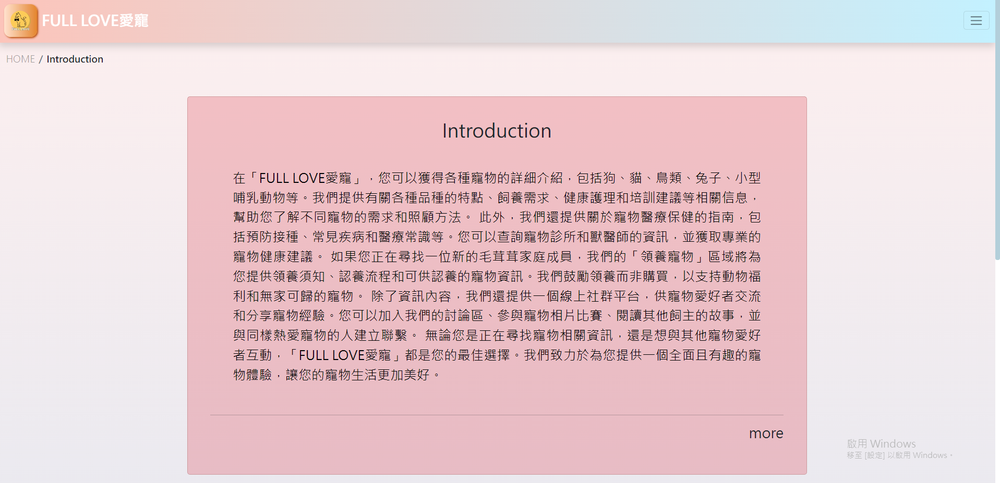 FULL LOVE
FULL LOVE愛寵
HOME / Introduction
Introduction
在「FULL LOVE愛寵」，您可以獲得各種寵物的詳細介紹，包括狗、貓、鳥類、兔子、小型
哺乳動物等。我們提供有關各種品種的特點、飼養需求、健康護理和培訓建議等相關信息，
幫助您了解不同寵物的需求和照顧方法。 此外，我們還提供關於寵物醫療保健的指南，包
括預防接種、常見疾病和醫療常識等。您可以查詢寵物診所和獸醫師的資訊，並獲取專業的
寵物健康建議。 如果您正在尋找一位新的毛茸茸家庭成員，我們的「領養寵物」區域將為
您提供領養須知、認養流程和可供認養的寵物資訊。我們鼓勵領養而非購買，以支持動物福
利和無家可歸的寵物。 除了資訊內容，我們還提供一個線上社群平台，供寵物愛好者交流
和分享寵物經驗。您可以加入我們的討論區、參與寵物相片比賽、閱讀其他飼主的故事，並
與同樣熱愛寵物的人建立聯繫。 無論您是正在尋找寵物相關資訊，還是想與其他寵物愛好
者互動，「FULL LOVE愛寵」都是您的最佳選擇。我們致力於為您提供一個全面且有趣的寵
物體驗，讓您的寵物生活更加美好。
more
啟用 Windows
移至 [設定] 以啟用 Windows。